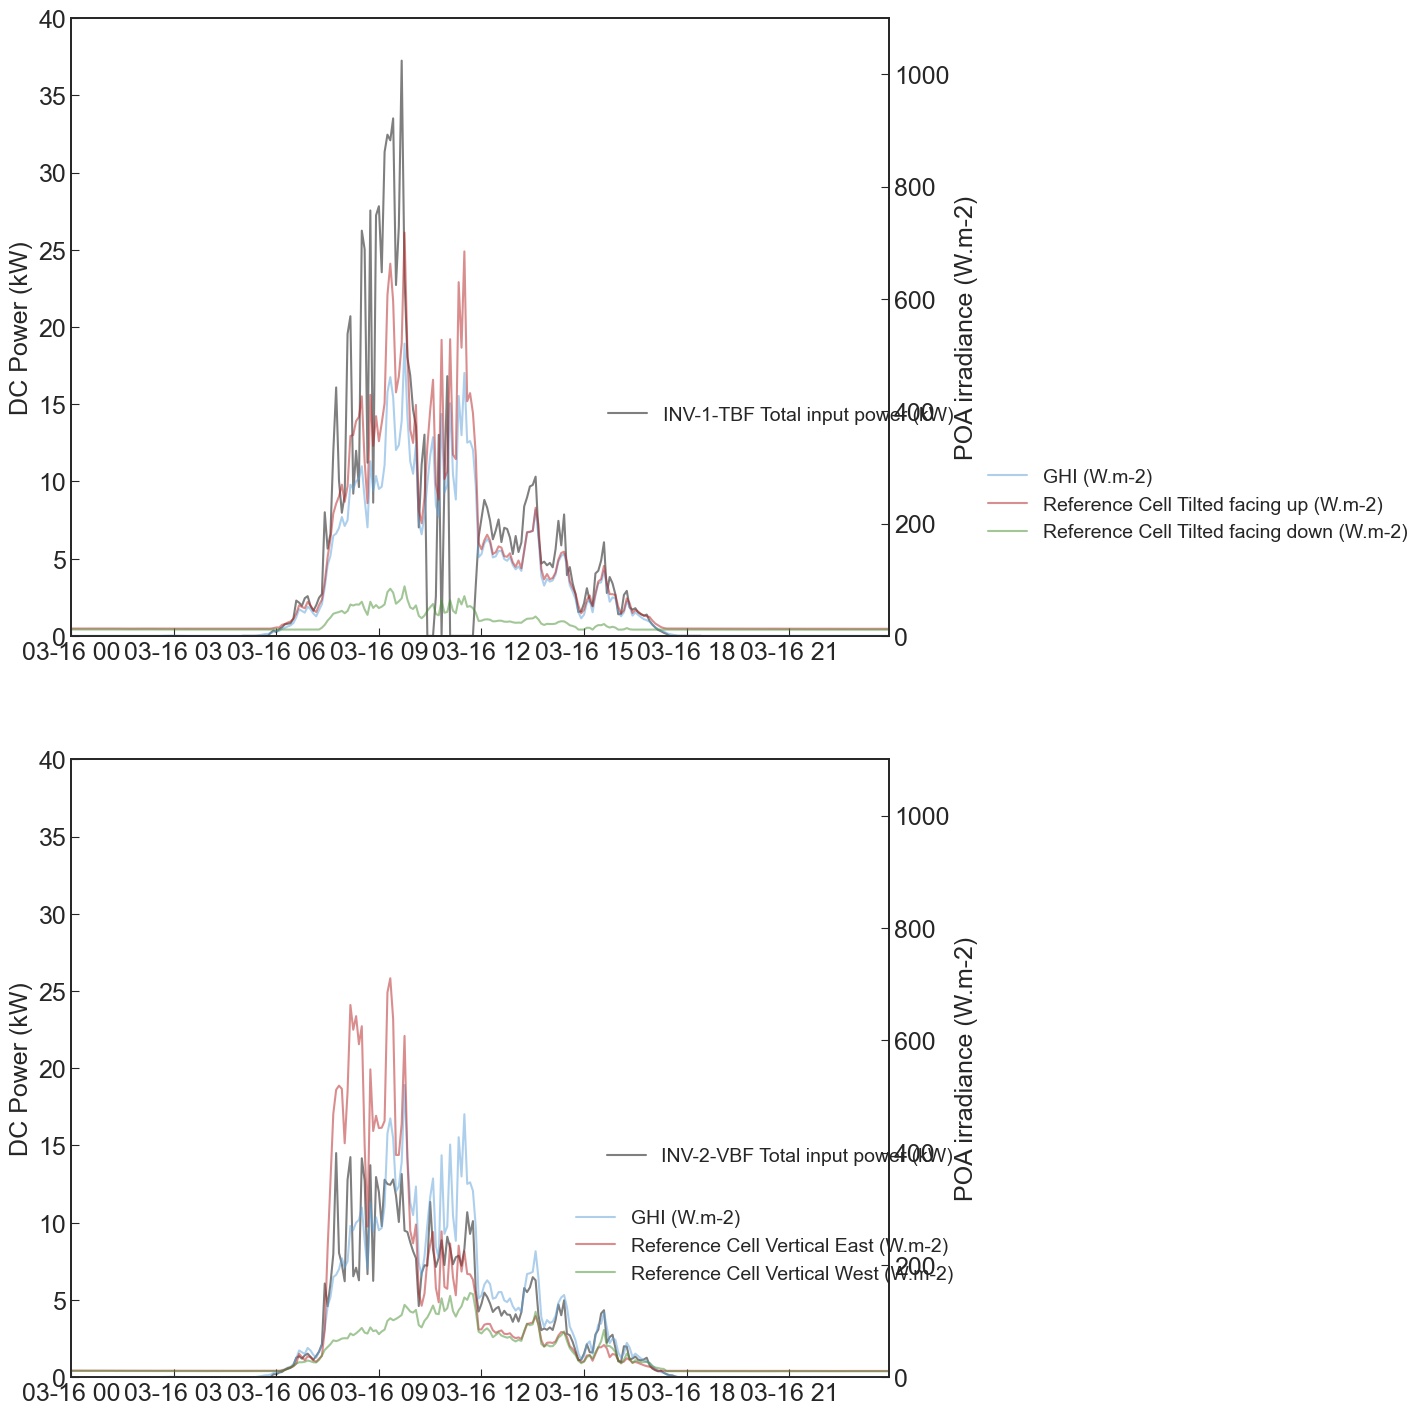 40
35
30
25
20
15
10
5
0
DC Power (kW)
1000
800
600
400
200
0
POA irradiance (W.m-2)
INV-1-TBF Total input power (kW)
GHI (W.m-2)
Reference Cell Tilted facing up (W.m-2)
Reference Cell Tilted facing down (W.m-2)
03-16 00 03-16 03 03-16 06 03-16 09 03-16 12 03-16 15 03-16 18 03-16 21
40
35
30
25
20
15
10
5
0
DC Power (kW)
1000
800
600
400
200
0
POA irradiance (W.m-2)
INV-2-VBF Total input power (kW)
GHI (W.m-2)
Reference Cell Vertical East (W.m-2)
Reference Cell Vertical West (W.m-2)
03-16 00 03-16 03 03-16 06 03-16 09 03-16 12 03-16 15 03-16 18 03-16 21